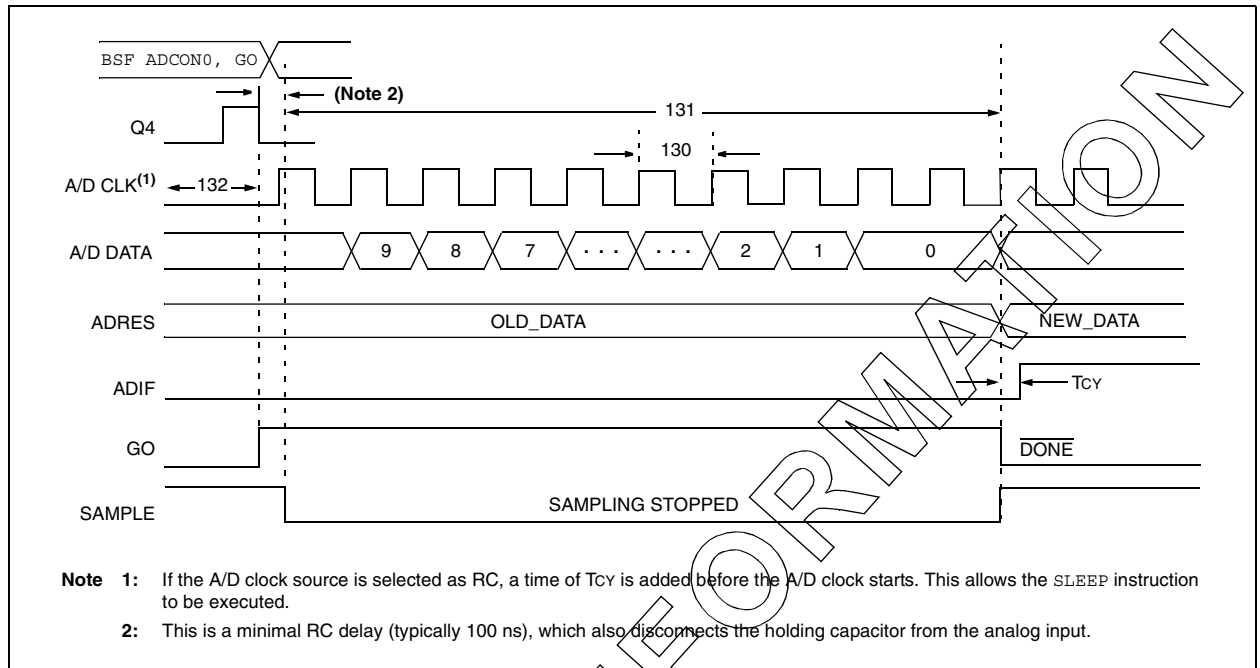 BSF ADCON0, GO
(Note 2)
131
Q4
130
A/D CLK(1) 132
A/D DATA 9 8 7 . . . . . . 2 1 0
ADRES OLD_DATA NEW_DATA
ADIF TCY
GO DONE
SAMPLE SAMPLING STOPPED
Note 1: If the A/D clock source is selected as RC, a time of TCY is added before the A/D clock starts. This allows the SLEEP instruction
to be executed.
2: This is a minimal RC delay (typically 100 ns), which also disconnects the holding capacitor from the analog input.